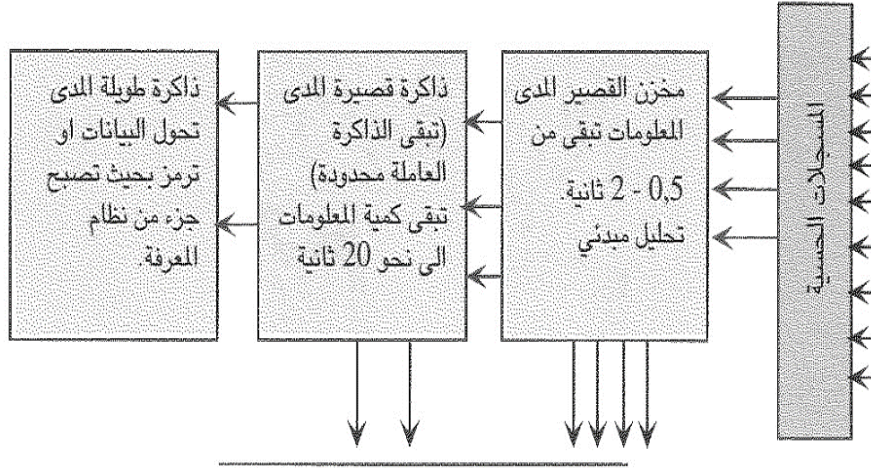 المسجلات الحسية
مخزن القصير المدى
المعلومات تبقى من
0,5 - 2 ثانية.
تحليل مبدئي
ذاكرة قصيرة المدى
(تبقى الذاكرة
العاملة محدودة)
تبقى كمية المعلومات
الى نحو 20 ثانية
ذاكرة طويلة المدى
تحول البيانات او
ترمز بحيث تصبح
جزء من نظام
المعرفة.